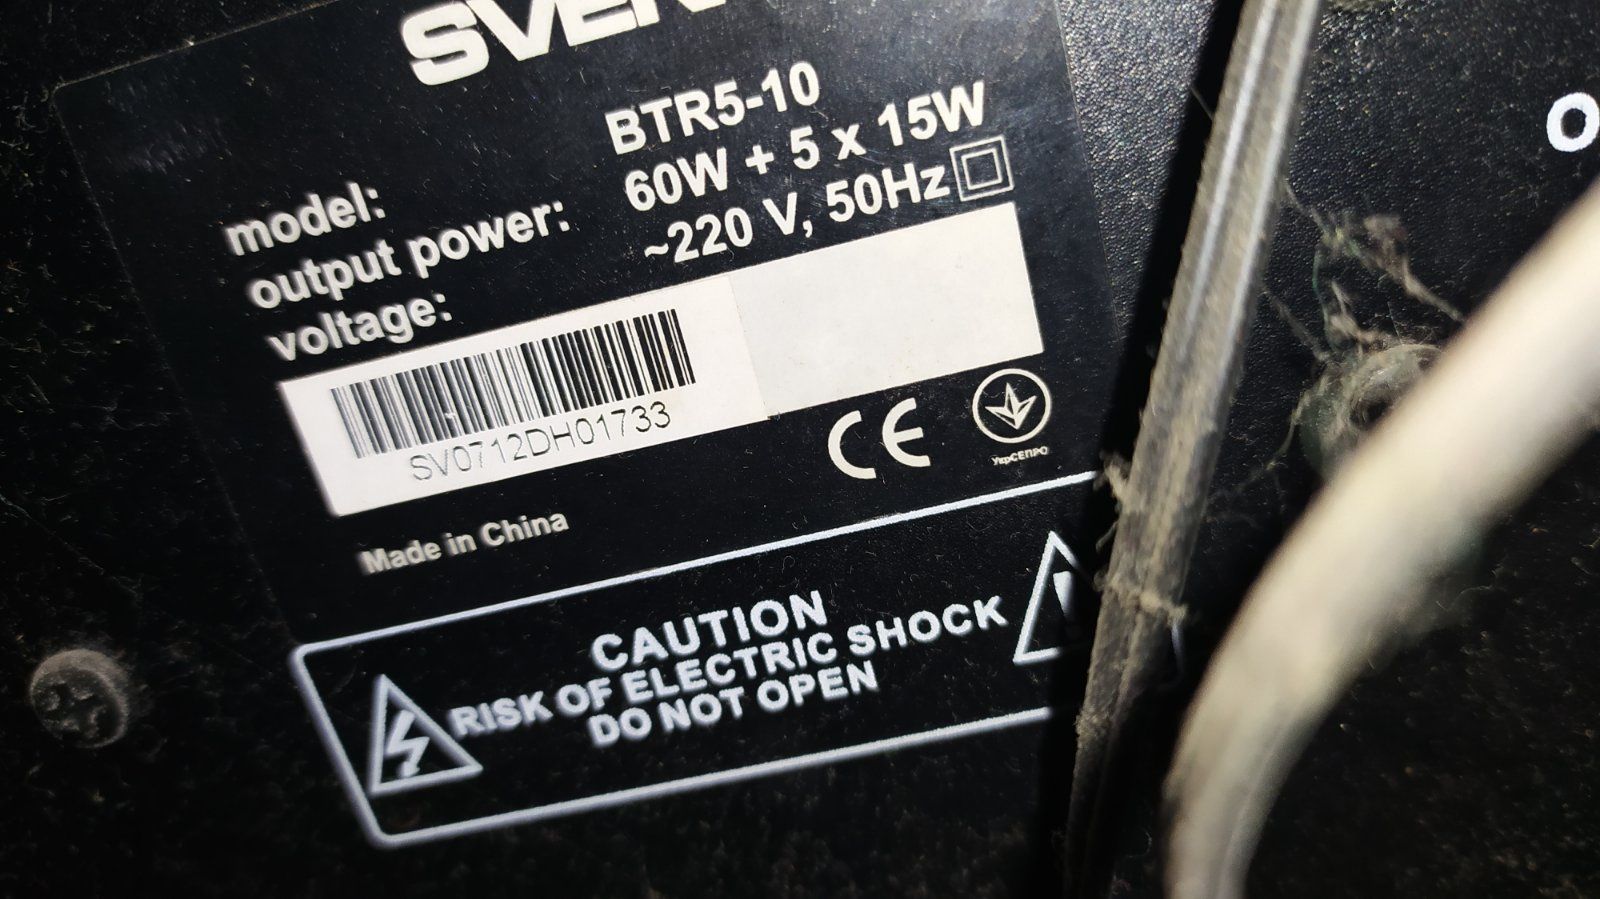 SVEN
model: BTR5-10
output power: 60W + 5 x 15W
voltage: ~220 V, 50Hz
SV0712DH01733
CE
УкрСЕПРО
Made in China
CAUTION
RISK OF ELECTRIC SHOCK
DO NOT OPEN